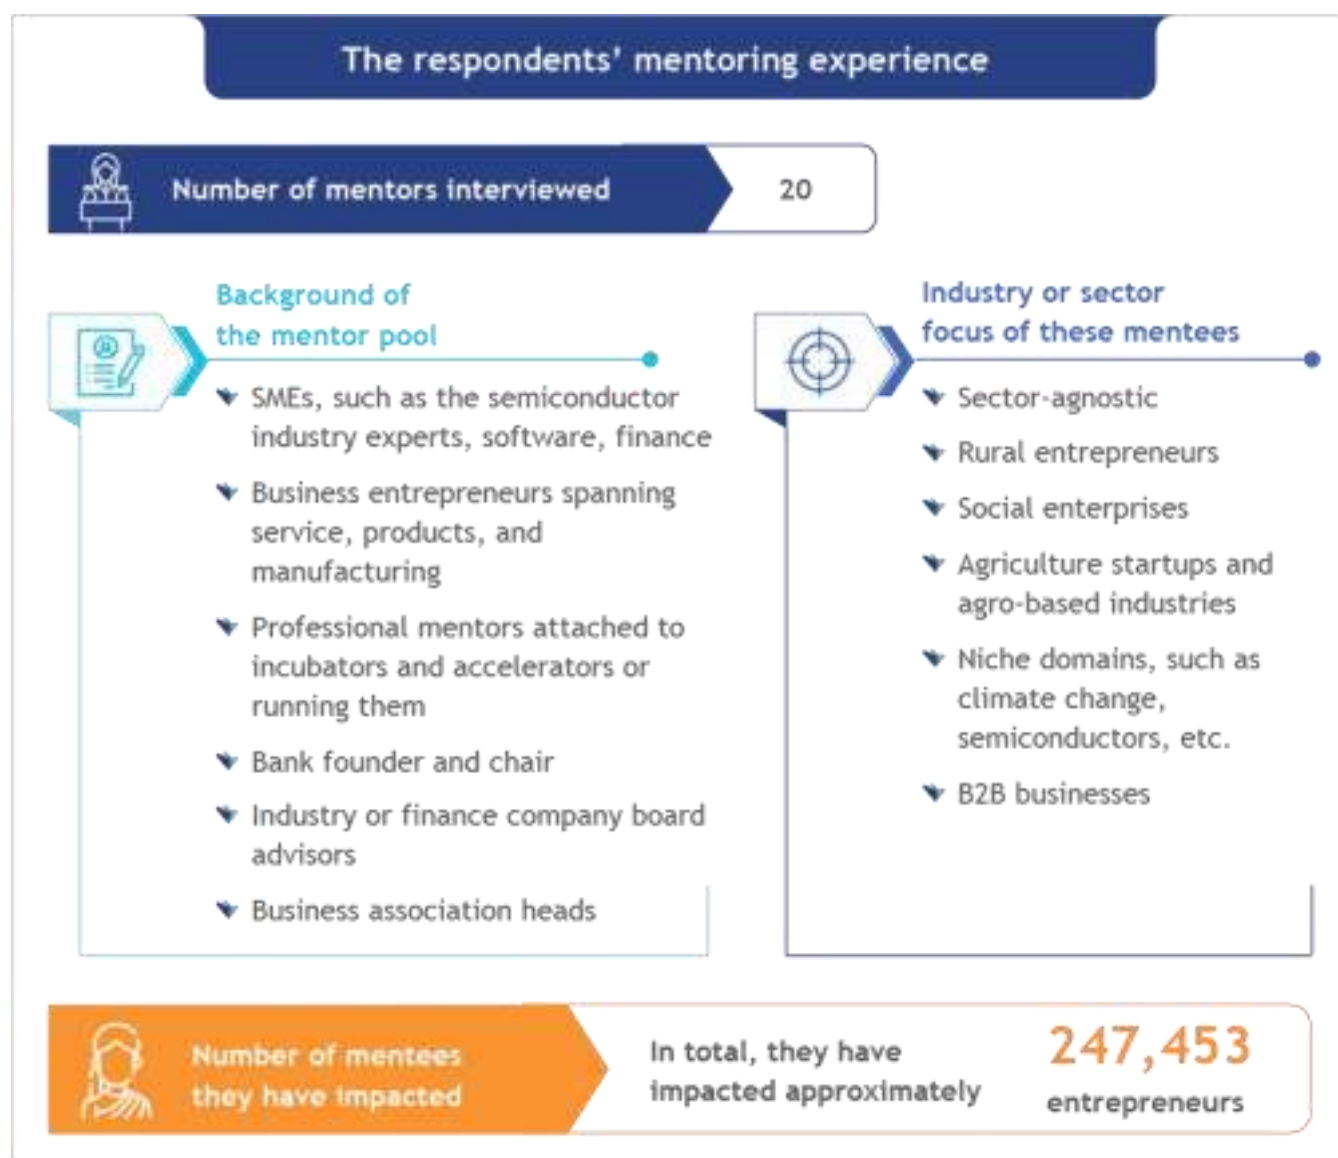 The respondents' mentoring experience
Number of mentors interviewed
20
Background of
the mentor pool
SMEs, such as the semiconductor
industry experts, software, finance
Business entrepreneurs spanning
service, products, and
manufacturing
Professional mentors attached to
incubators and accelerators or
running them
Bank founder and chair
Industry or finance company board
advisors
Business association heads
Industry or sector
focus of these mentees
Sector-agnostic
Rural entrepreneurs
Social enterprises
Agriculture startups and
agro-based industries
Niche domains, such as
climate change,
semiconductors, etc.
B2B businesses
Number of mentees
they have impacted
In total, they have
impacted approximately
247,453
entrepreneurs